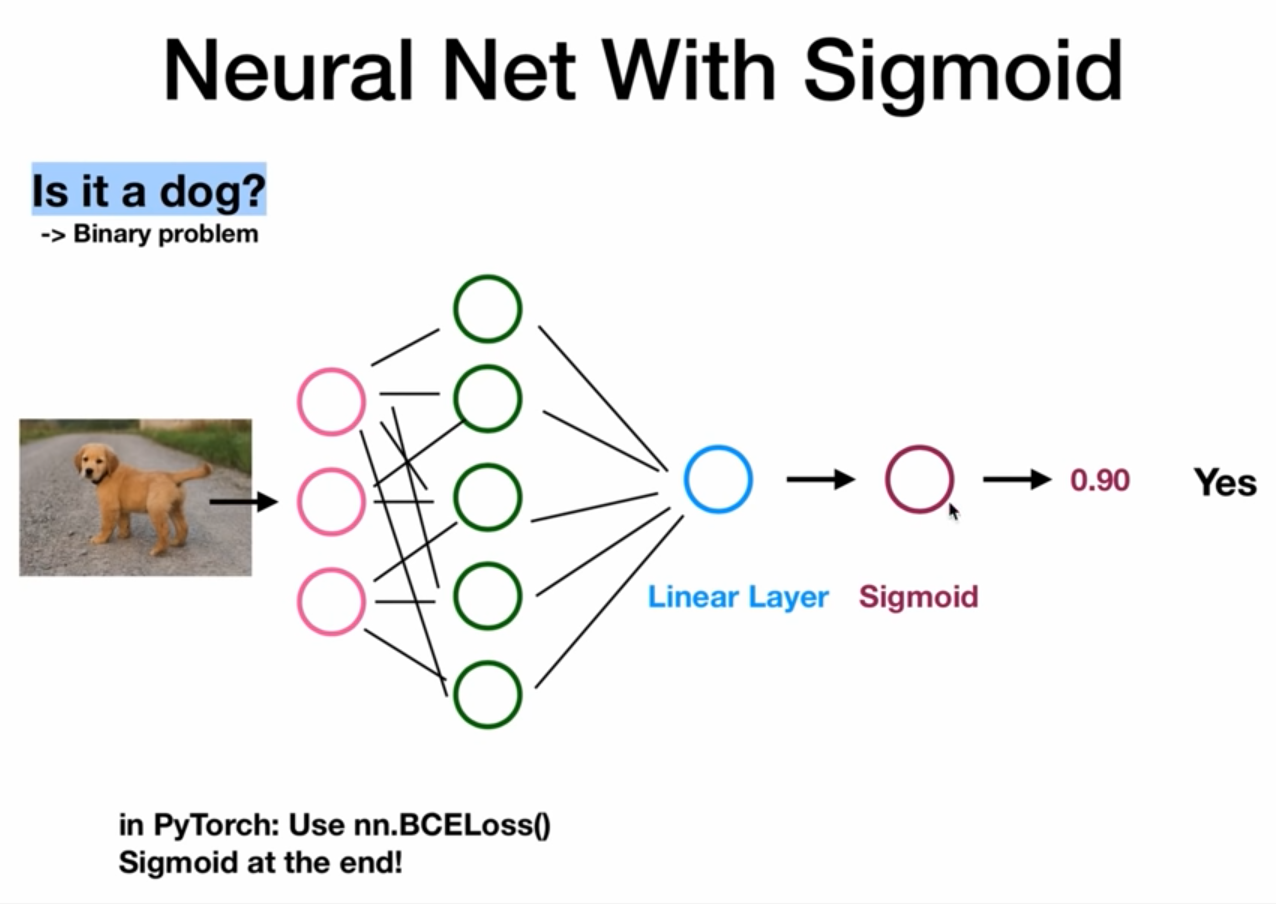 Neural Net With Sigmoid
Is it a dog?
-> Binary problem
0.90
Yes
Linear Layer
Sigmoid
in PyTorch: Use nn.BCELoss()
Sigmoid at the end!